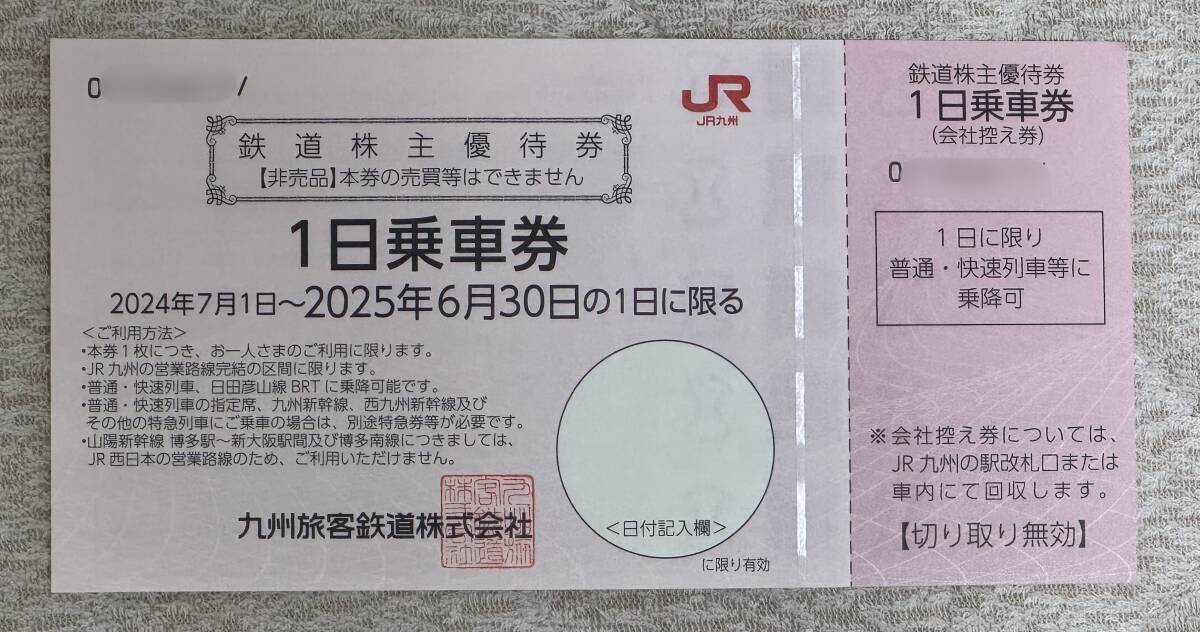 0 /
JR
JR九州
鉄道株主優待券
【非売品】本券の売買等はできません
1日乗車券
2024年7月1日～2025年6月30日の1日に限る
＜ご利用方法＞
•本券1枚につき、お一人さまのご利用に限ります。
•JR九州の営業路線完結の区間に限ります。
•普通・快速列車、日田彦山線BRTに乗降可能です。
•普通・快速列車の指定席、九州新幹線、西九州新幹線及び
その他の特急列車にご乗車の場合は、別途特急券等が必要です。
•山陽新幹線 博多駅～新大阪駅間及び博多南線につきましては、
JR西日本の営業路線のため、ご利用いただけません。
九州旅客鉄道株式会社
＜日付記入欄＞
に限り有効
鉄道株主優待券
1日乗車券
(会社控え券)
0
1日に限り
普通・快速列車等に
乗降可
※会社控え券については、
JR九州の駅改札口または
車内にて回収します。
【切り取り無効】